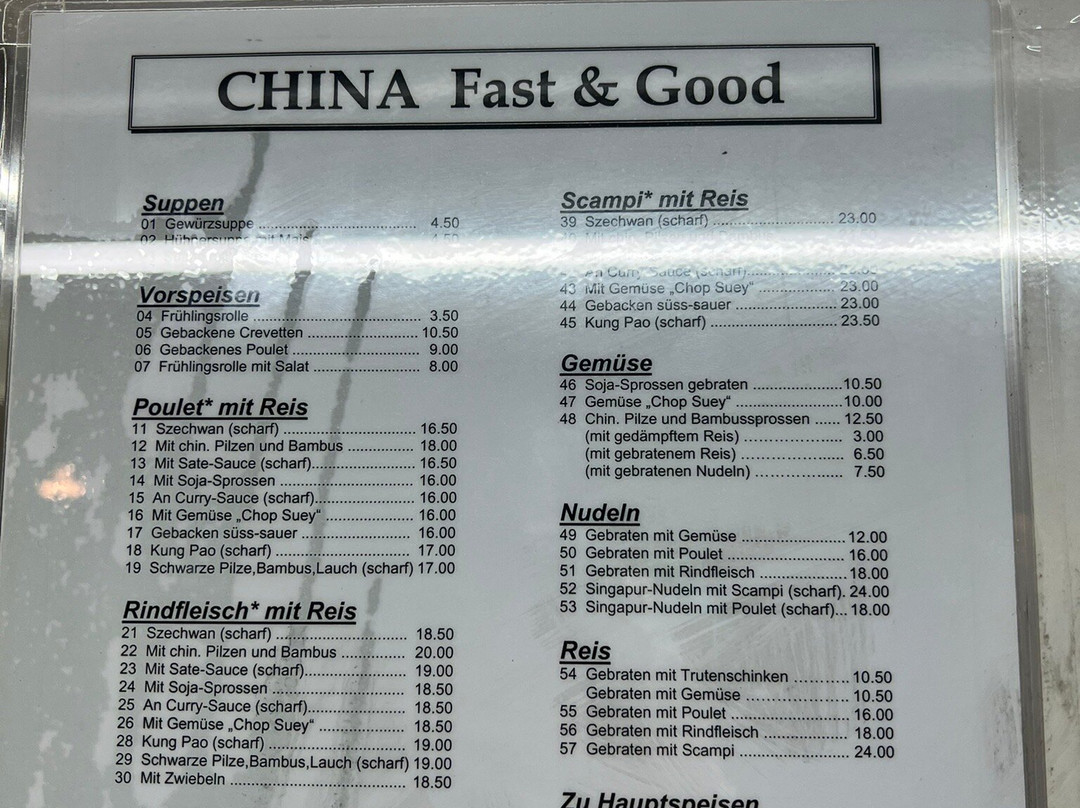 CHINA Fast & Good
Suppen
01 Gewürzsuppe ........ 4.50
02 Hühnersuppe mit Mais ........ 4.50
Vorspeisen
04 Frühlingsrolle ........ 3.50
05 Gebackene Crevetten ........ 10.50
06 Gebackenes Poulet ........ 9.00
07 Frühlingsrolle mit Salat ........ 8.00
Poulet* mit Reis
11 Szechwan (scharf) ........ 16.50
12 Mit chin. Pilzen und Bambus ........ 18.00
13 Mit Sate-Sauce (scharf)........ 16.50
14 Mit Soja-Sprossen ........ 16.00
15 An Curry-Sauce (scharf)........ 16.00
16 Mit Gemüse „Chop Suey“ ........ 16.00
17 Gebacken süss-sauer ........ 16.00
18 Kung Pao (scharf) ........ 17.00
19 Schwarze Pilze,Bambus,Lauch (scharf) 17.00
Rindfleisch* mit Reis
21 Szechwan (scharf) ........ 18.50
22 Mit chin. Pilzen und Bambus ........ 20.00
23 Mit Sate-Sauce (scharf)........ 19.00
24 Mit Soja-Sprossen ........ 18.50
25 An Curry-Sauce (scharf)........ 18.50
26 Mit Gemüse „Chop Suey“ ........ 18.50
28 Kung Pao (scharf) ........ 19.00
29 Schwarze Pilze,Bambus,Lauch (scharf) 19.00
30 Mit Zwiebeln ........ 18.50
Scampi* mit Reis
39 Szechwan (scharf) ........ 23.00
An Curry-Sauce (scharf)........
43 Mit Gemüse „Chop Suey“ ........ 23.00
44 Gebacken süss-sauer ........ 23.00
45 Kung Pao (scharf) ........ 23.50
Gemüse
46 Soja-Sprossen gebraten ........ 10.50
47 Gemüse „Chop Suey“ ........ 10.00
48 Chin. Pilze und Bambussprossen ...... 12.50
(mit gedämpftem Reis) ........ 3.00
(mit gebratenem Reis) ........ 6.50
(mit gebratenen Nudeln) ........ 7.50
Nudeln
49 Gebraten mit Gemüse ........ 12.00
50 Gebraten mit Poulet ........ 16.00
51 Gebraten mit Rindfleisch ........ 18.00
52 Singapur-Nudeln mit Scampi (scharf). 24.00
53 Singapur-Nudeln mit Poulet (scharf)... 18.00
Reis
54 Gebraten mit Trutenschinken ........ 10.50
Gebraten mit Gemüse ........ 10.50
55 Gebraten mit Poulet ........ 16.00
56 Gebraten mit Rindfleisch ........ 18.00
57 Gebraten mit Scampi ........ 24.00
Zu Hauptspeisen